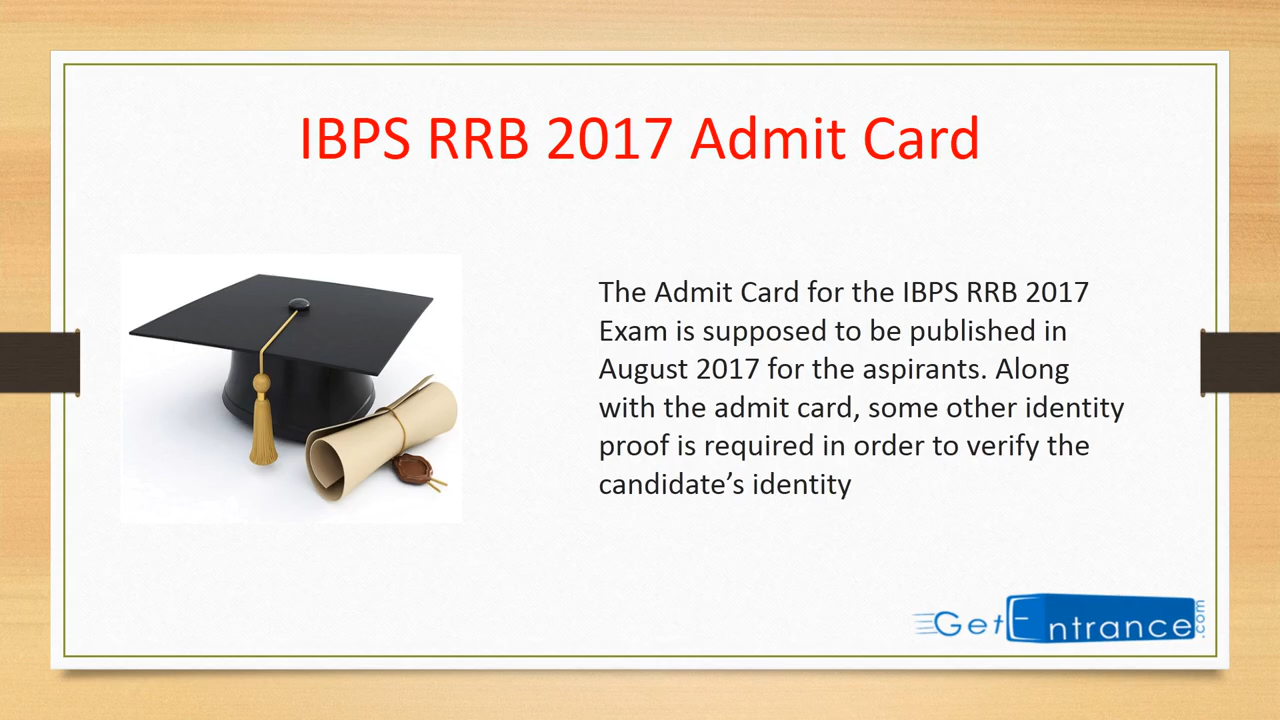 IBPS RRB 2017 Admit Card
The Admit Card for the IBPS RRB 2017
Exam is supposed to be published in
August 2017 for the aspirants. Along
with the admit card, some other identity
proof is required in order to verify the
candidate’s identity
GetEntrance.com